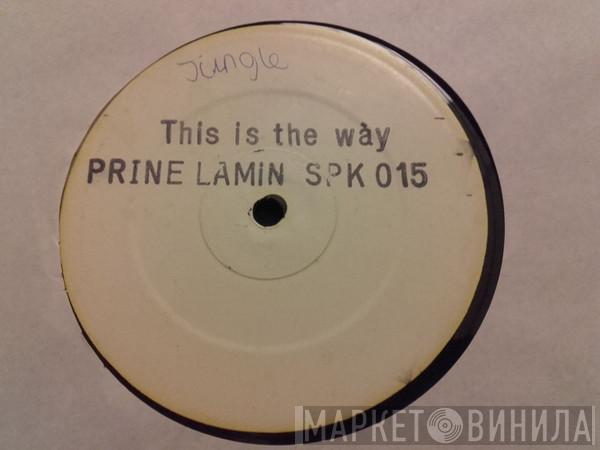 Jungle
This is the way
PRINE LAMIN SPK 015
МАРКЕТ ВИНИЛА